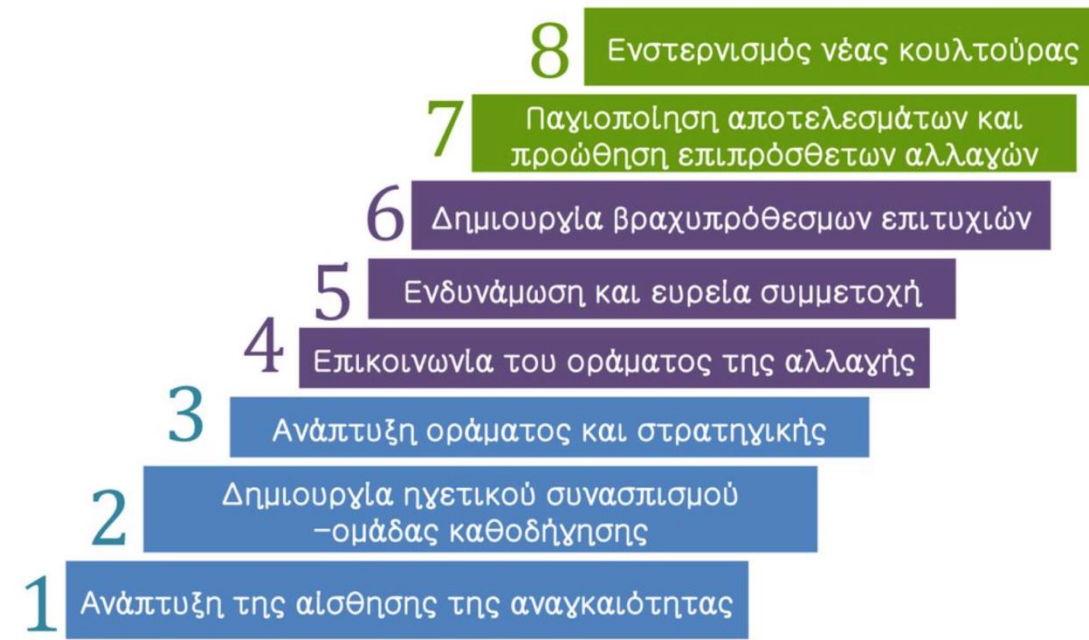 8 Ενστερνισμός νέας κουλτούρας
7 Παγιοποίηση αποτελεσμάτων και
προώθηση επιπρόσθετων αλλαγών
6 Δημιουργία βραχυπρόθεσμων επιτυχιών
5 Ενδυνάμωση και ευρεία συμμετοχή
4 Επικοινωνία του οράματος της αλλαγής
3 Ανάπτυξη οράματος και στρατηγικής
2 Δημιουργία ηγετικού συνασπισμού
–ομάδας καθοδήγησης
1 Ανάπτυξη της αίσθησης της αναγκαιότητας